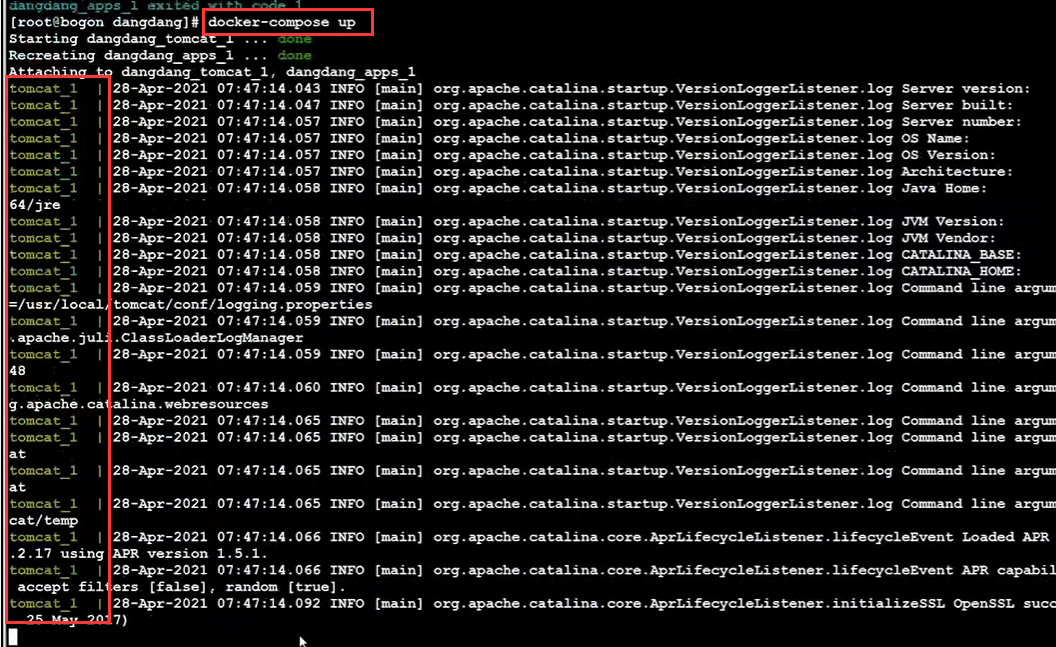 dangdang_apps_1 exited with code 1
[root@bogon dangdang]# docker-compose up
Starting dangdang_tomcat_1 ... done
Recreating dangdang_apps_1 ... done
Attaching to dangdang_tomcat_1, dangdang_apps_1
tomcat_1 | 28-Apr-2021 07:47:14.043 INFO [main] org.apache.catalina.startup.VersionLoggerListener.log Server version:
tomcat_1 | 28-Apr-2021 07:47:14.047 INFO [main] org.apache.catalina.startup.VersionLoggerListener.log Server built:
tomcat_1 | 28-Apr-2021 07:47:14.057 INFO [main] org.apache.catalina.startup.VersionLoggerListener.log Server number:
tomcat_1 | 28-Apr-2021 07:47:14.057 INFO [main] org.apache.catalina.startup.VersionLoggerListener.log OS Name:
tomcat_1 | 28-Apr-2021 07:47:14.057 INFO [main] org.apache.catalina.startup.VersionLoggerListener.log OS Version:
tomcat_1 | 28-Apr-2021 07:47:14.057 INFO [main] org.apache.catalina.startup.VersionLoggerListener.log Architecture:
tomcat_1 | 28-Apr-2021 07:47:14.058 INFO [main] org.apache.catalina.startup.VersionLoggerListener.log Java Home:
64/jre
tomcat_1 | 28-Apr-2021 07:47:14.058 INFO [main] org.apache.catalina.startup.VersionLoggerListener.log JVM Version:
tomcat_1 | 28-Apr-2021 07:47:14.058 INFO [main] org.apache.catalina.startup.VersionLoggerListener.log JVM Vendor:
tomcat_1 | 28-Apr-2021 07:47:14.058 INFO [main] org.apache.catalina.startup.VersionLoggerListener.log CATALINA_BASE:
tomcat_1 | 28-Apr-2021 07:47:14.058 INFO [main] org.apache.catalina.startup.VersionLoggerListener.log CATALINA_HOME:
tomcat_1 | 28-Apr-2021 07:47:14.059 INFO [main] org.apache.catalina.startup.VersionLoggerListener.log Command line argum
=/usr/local/tomcat/conf/logging.properties
tomcat_1 | 28-Apr-2021 07:47:14.059 INFO [main] org.apache.catalina.startup.VersionLoggerListener.log Command line argum
.apache.juli.ClassLoaderLogManager
tomcat_1 | 28-Apr-2021 07:47:14.059 INFO [main] org.apache.catalina.startup.VersionLoggerListener.log Command line argum
48
tomcat_1 | 28-Apr-2021 07:47:14.060 INFO [main] org.apache.catalina.startup.VersionLoggerListener.log Command line argum
g.apache.catalina.webresources
tomcat_1 | 28-Apr-2021 07:47:14.065 INFO [main] org.apache.catalina.startup.VersionLoggerListener.log Command line argum
tomcat_1 | 28-Apr-2021 07:47:14.065 INFO [main] org.apache.catalina.startup.VersionLoggerListener.log Command line argum
at
tomcat_1 | 28-Apr-2021 07:47:14.065 INFO [main] org.apache.catalina.startup.VersionLoggerListener.log Command line argum
at
tomcat_1 | 28-Apr-2021 07:47:14.065 INFO [main] org.apache.catalina.startup.VersionLoggerListener.log Command line argum
cat/temp
tomcat_1 | 28-Apr-2021 07:47:14.066 INFO [main] org.apache.catalina.core.AprLifecycleListener.lifecycleEvent Loaded APR
.2.17 using APR version 1.5.1.
tomcat_1 | 28-Apr-2021 07:47:14.066 INFO [main] org.apache.catalina.core.AprLifecycleListener.lifecycleEvent APR capabil
accept filters [false], random [true].
tomcat_1 | 28-Apr-2021 07:47:14.092 INFO [main] org.apache.catalina.core.AprLifecycleListener.initializeSSL OpenSSL succ
25 May 2017)